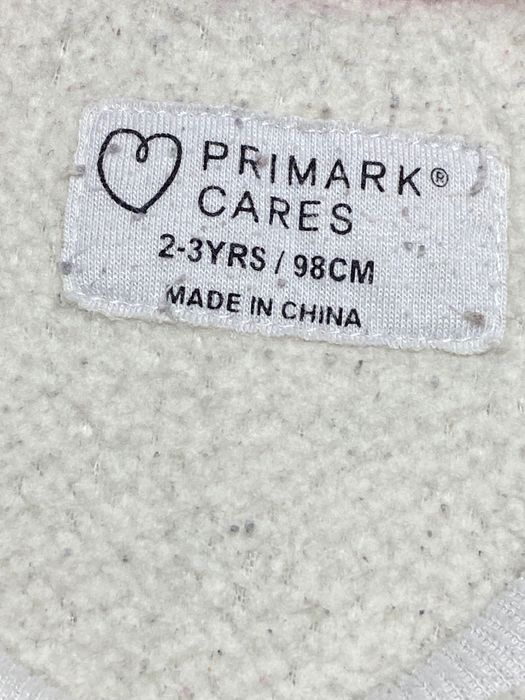 PRIMARK®
CARES
2-3YRS / 98CM
MADE IN CHINA